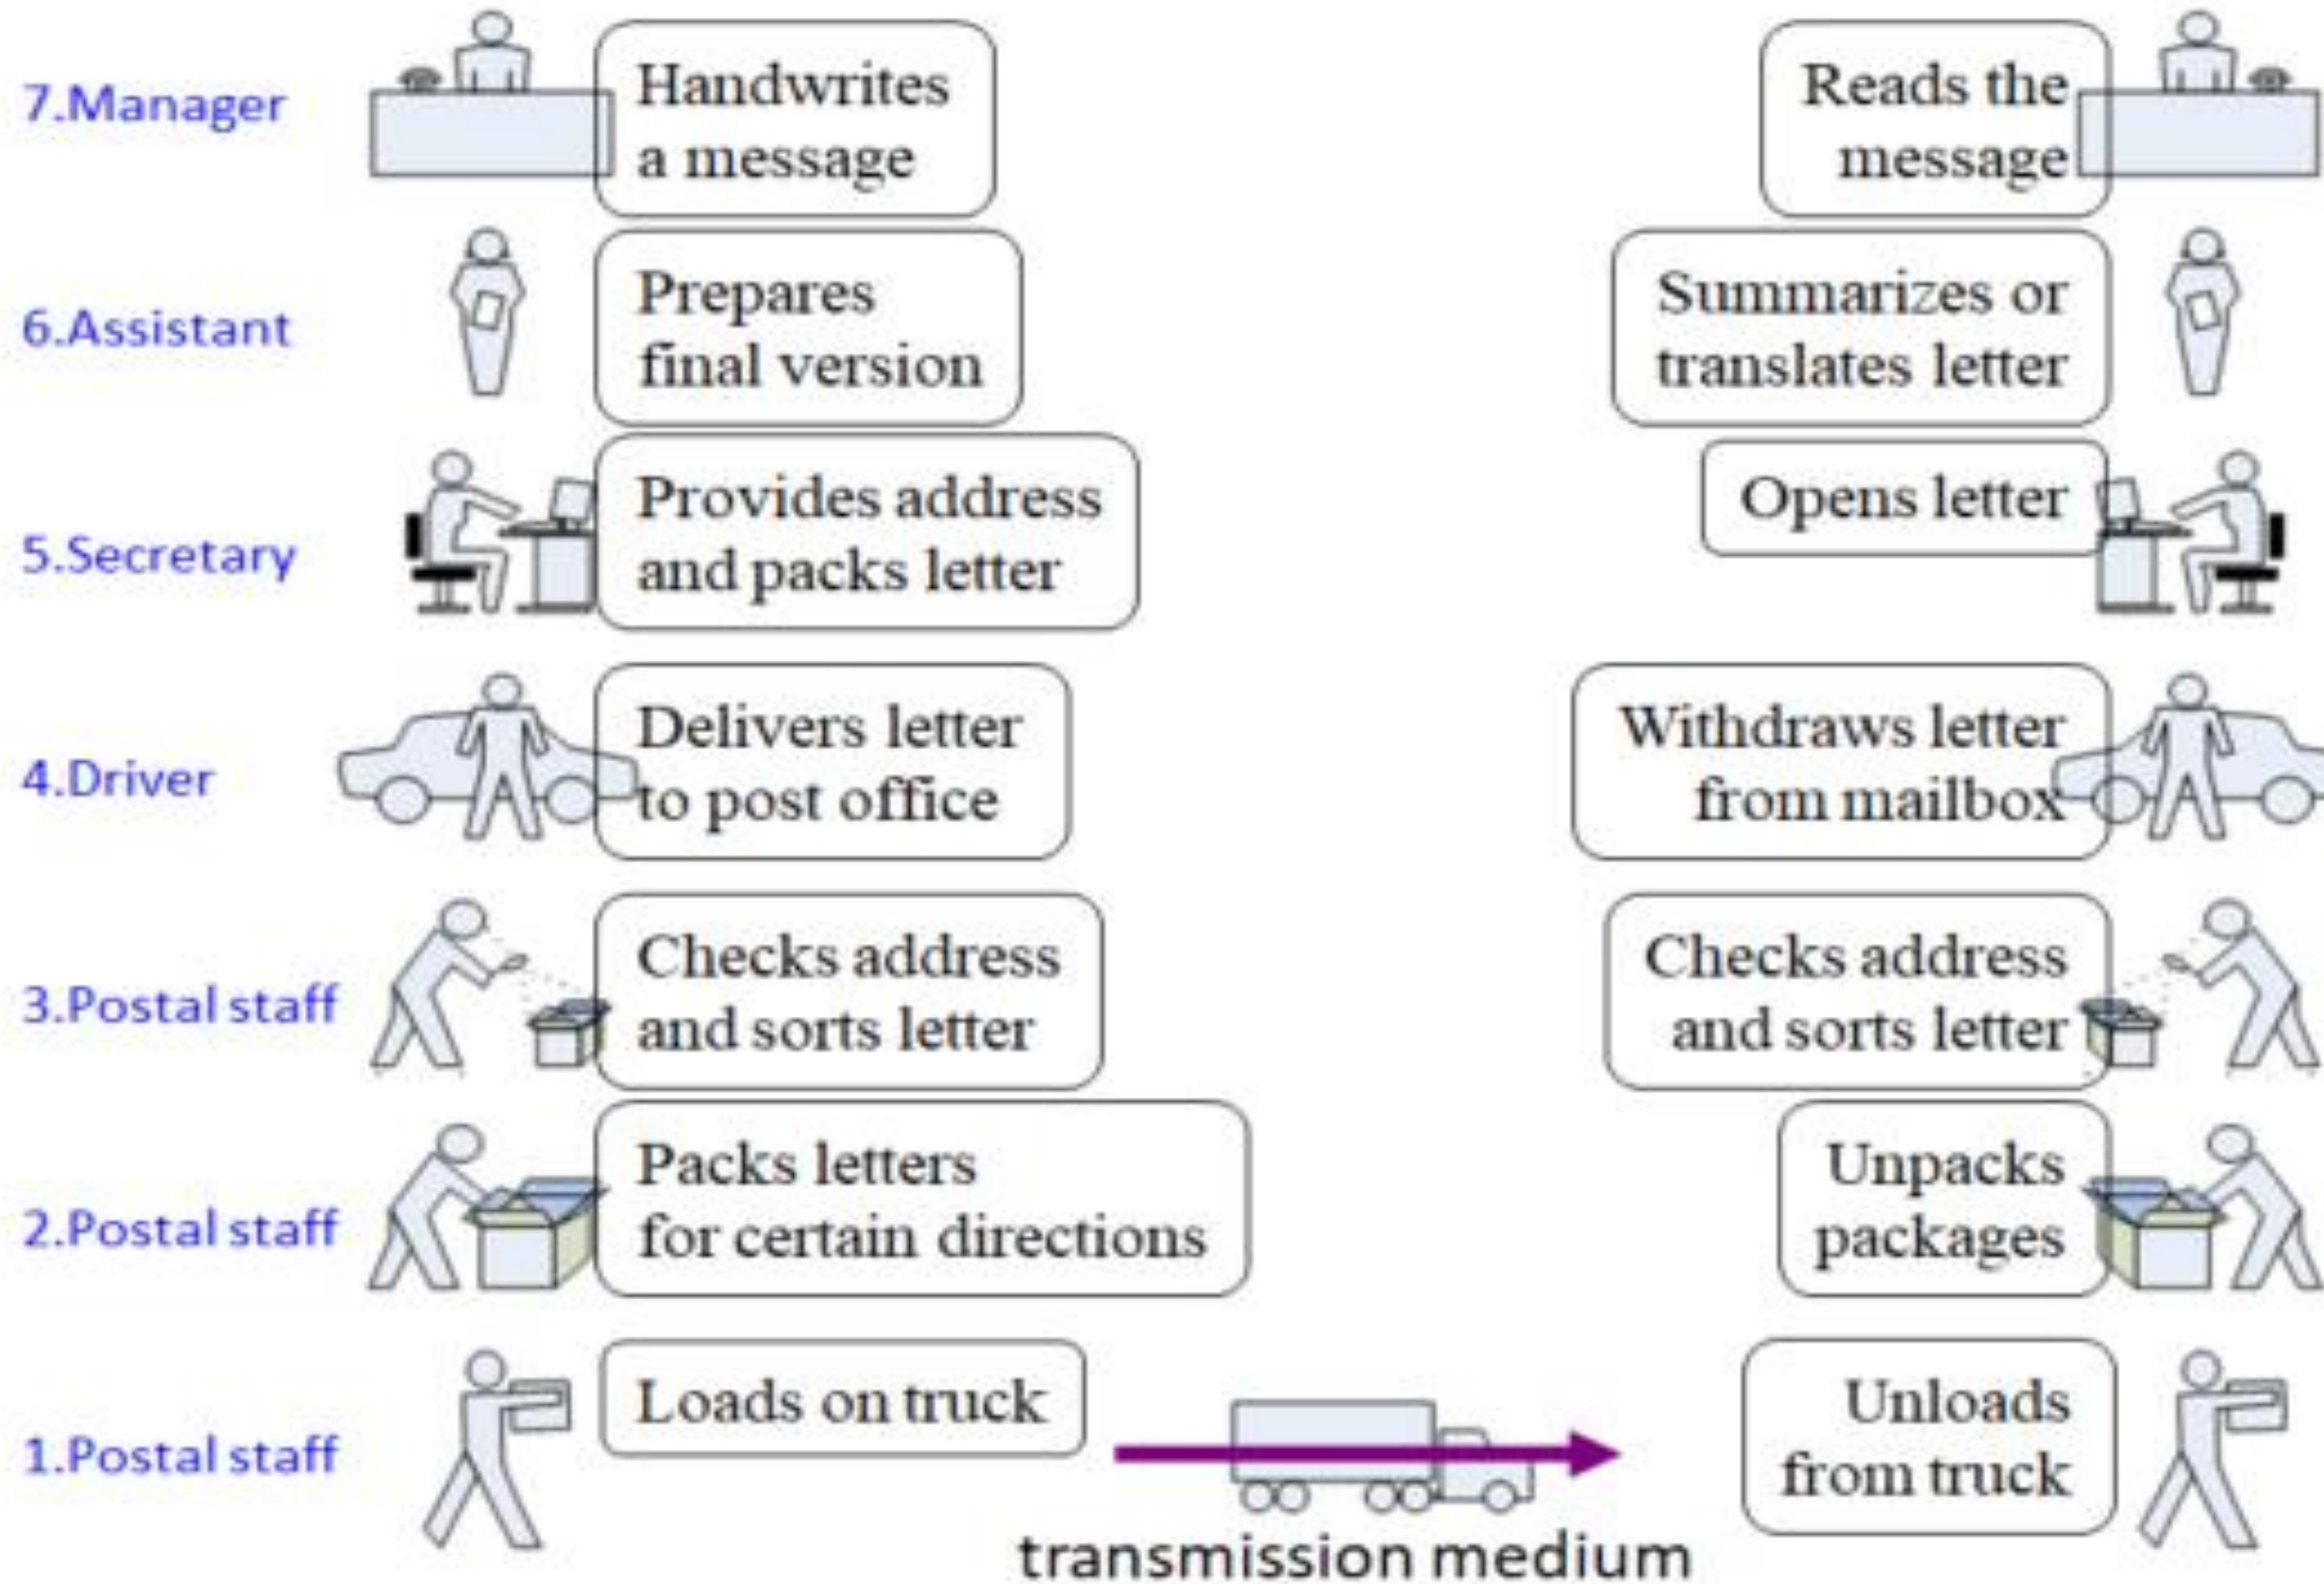 7.Manager
Handwrites
a message
Reads the
message
6.Assistant
Prepares
final version
Summarizes or
translates letter
5.Secretary
Provides address
and packs letter
Opens letter
4.Driver
Delivers letter
to post office
Withdraws letter
from mailbox
3.Postal staff
Checks address
and sorts letter
Checks address
and sorts letter
2.Postal staff
Packs letters
for certain directions
Unpacks
packages
1.Postal staff
Loads on truck
Unloads
from truck
transmission medium